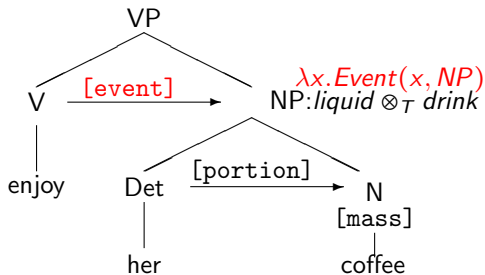 VP
λx.Event(x, NP)
V [event] NP:liquid ⊗T drink
enjoy Det [portion] N
[mass]
her coffee